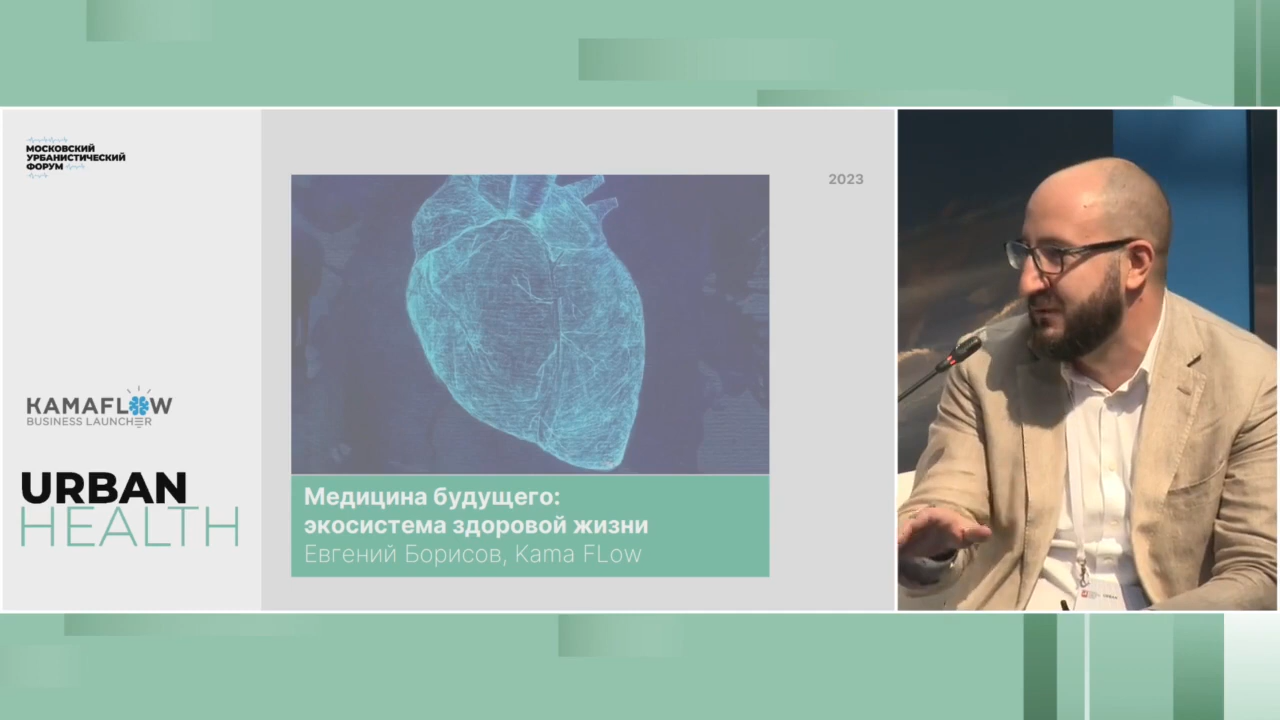 МОСКОВСКИЙ
УРБАНИСТИЧЕСКИЙ
ФОРУМ
2023
KAMAFLOW
BUSINESS LAUNCHER
URBAN
HEALTH
Медицина будущего:
экосистема здоровой жизни
Евгений Борисов, Kama FLow